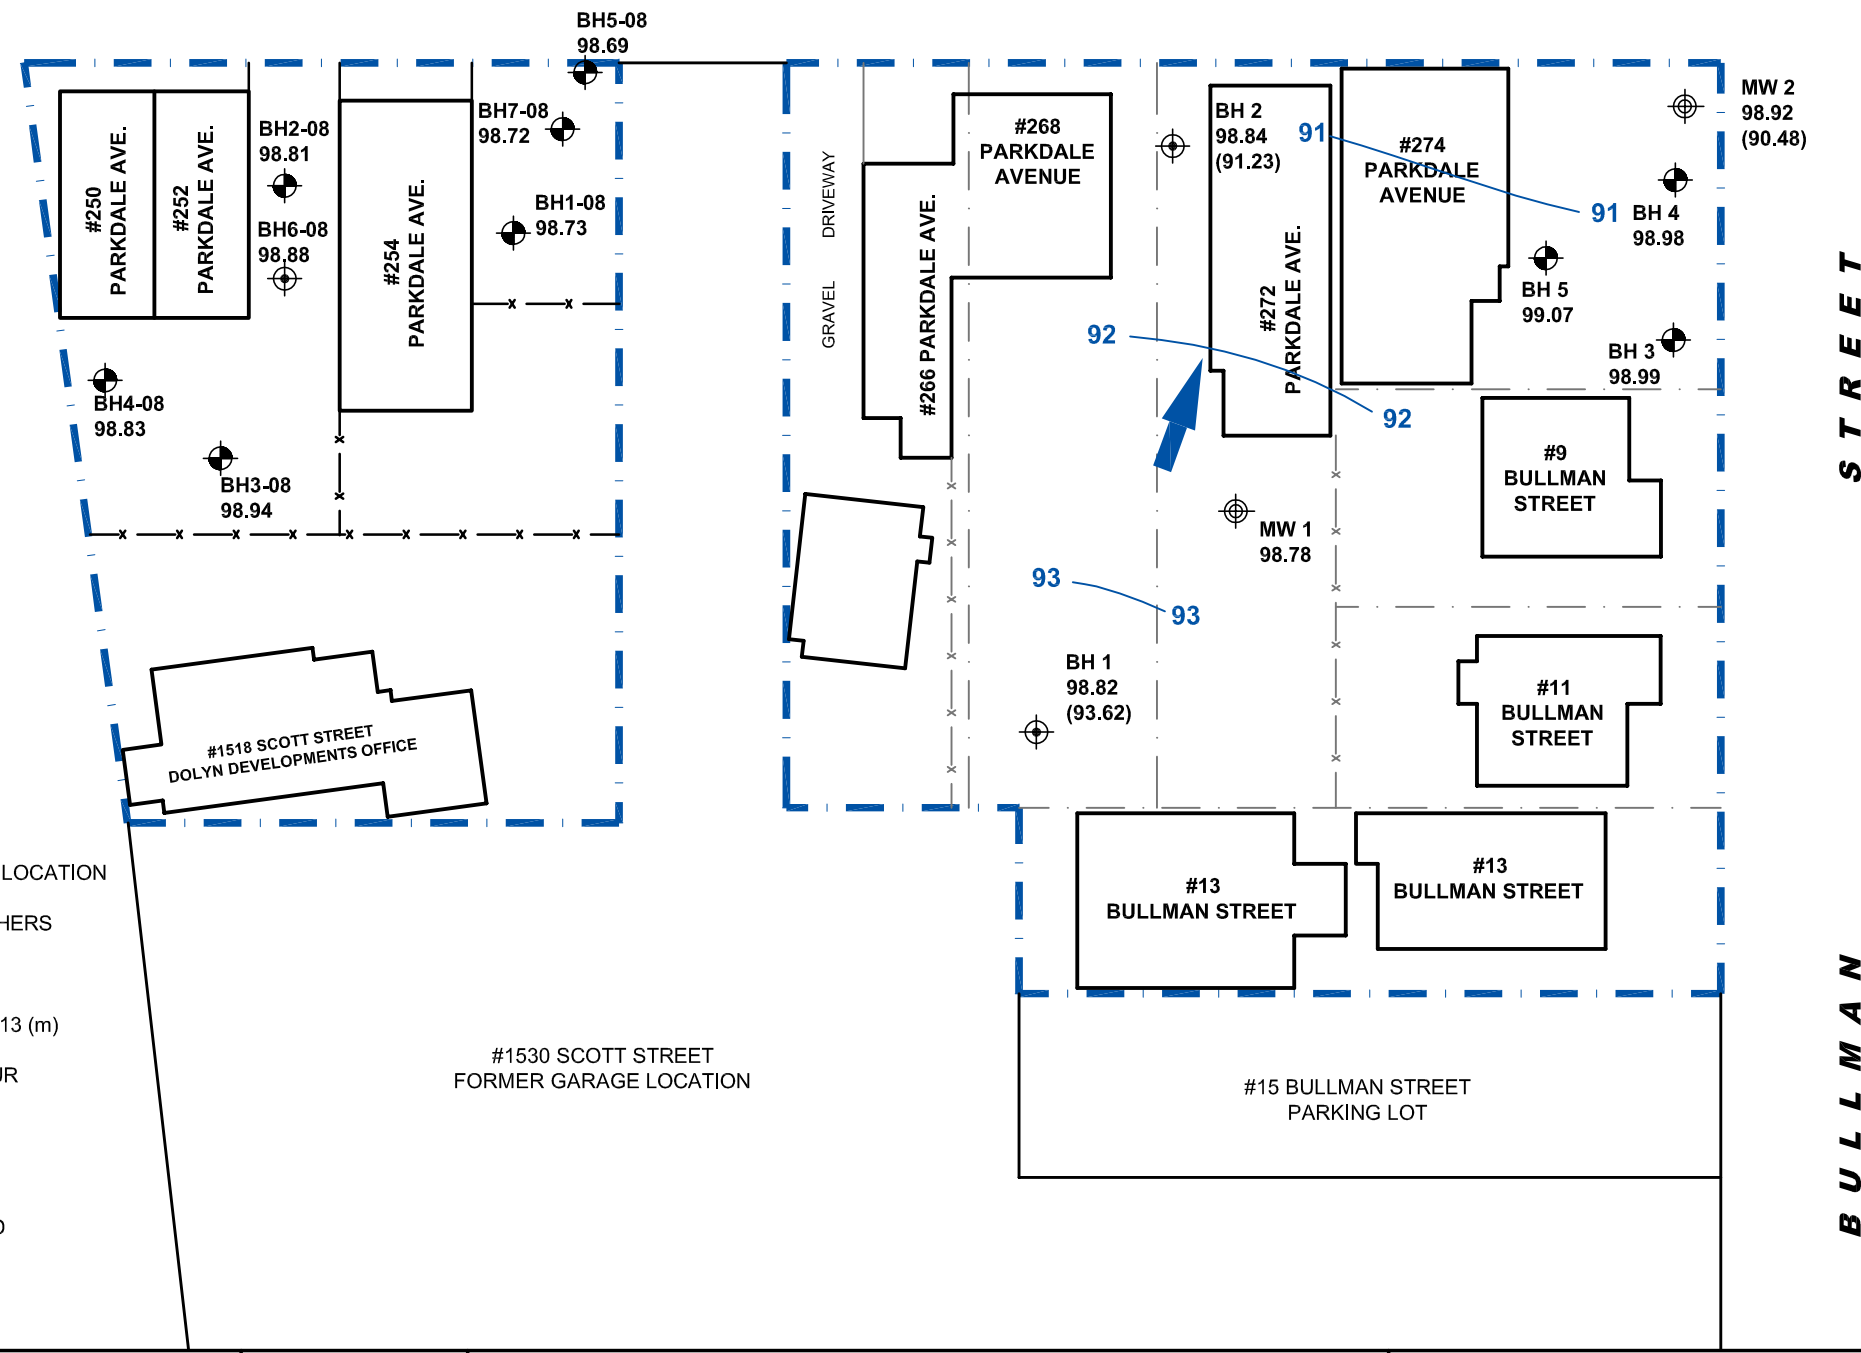 BH5-08
98.69
#250
PARKDALE AVE.
#252
PARKDALE AVE.
BH2-08
98.81
BH6-08
98.88
#254
PARKDALE AVE.
BH7-08
98.72
BH1-08
98.73
BH4-08
98.83
BH3-08
98.94
#1518 SCOTT STREET
DOLYN DEVELOPMENTS OFFICE
GRAVEL DRIVEWAY
#266 PARKDALE AVE.
#268
PARKDALE
AVENUE
BH 2
98.84
(91.23)
#272
PARKDALE AVE.
91
#274
PARKDALE
AVENUE
91
MW 2
98.92
(90.48)
BH 4
98.98
BH 5
99.07
BH 3
98.99
92
92
#9
BULLMAN
STREET
MW 1
98.78
93
93
BH 1
98.82
(93.62)
#11
BULLMAN
STREET
#13
BULLMAN STREET
#13
BULLMAN STREET
#15 BULLMAN STREET
PARKING LOT
#1530 SCOTT STREET
FORMER GARAGE LOCATION
BULLMAN STREET
LOCATION
HERS
13 (m)
UR